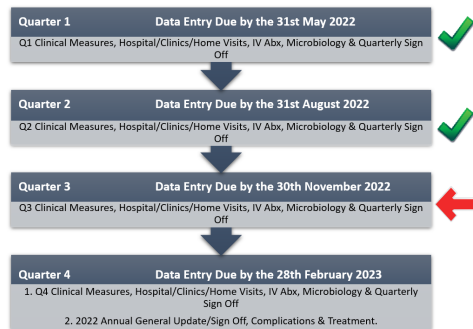 Quarter 1 Data Entry Due by the 31st May 2022
Q1 Clinical Measures, Hospital/Clinics/Home Visits, IV Abx, Microbiology & Quarterly Sign
Off
Quarter 2 Data Entry Due by the 31st August 2022
Q2 Clinical Measures, Hospital/Clinics/Home Visits, IV Abx, Microbiology & Quarterly Sign
Off
Quarter 3 Data Entry Due by the 30th November 2022
Q3 Clinical Measures, Hospital/Clinics/Home Visits, IV Abx, Microbiology & Quarterly Sign
Off
Quarter 4 Data Entry Due by the 28th February 2023
1. Q4 Clinical Measures, Hospital/Clinics/Home Visits, IV Abx, Microbiology & Quarterly
Sign Off
2. 2022 Annual General Update/Sign Off, Complications & Treatment.